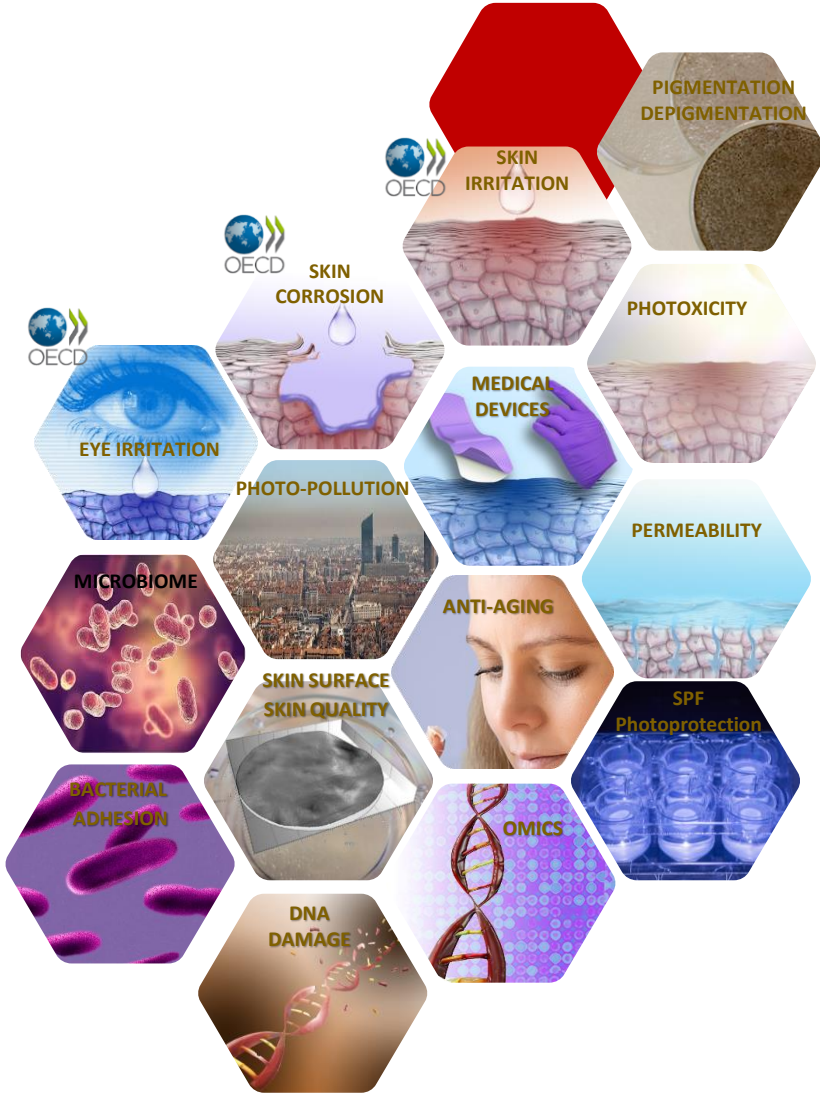 PIGMENTATION
DEPIGMENTATION
OECD
SKIN
IRRITATION
OECD
SKIN
CORROSION
PHOTOXICITY
OECD
EYE IRRITATION
MEDICAL
DEVICES
PHOTO-POLLUTION
PERMEABILITY
MICROBIOME
ANTI-AGING
SKIN SURFACE
SKIN QUALITY
SPF
Photoprotection
BACTERIAL
ADHESION
OMICS
DNA
DAMAGE